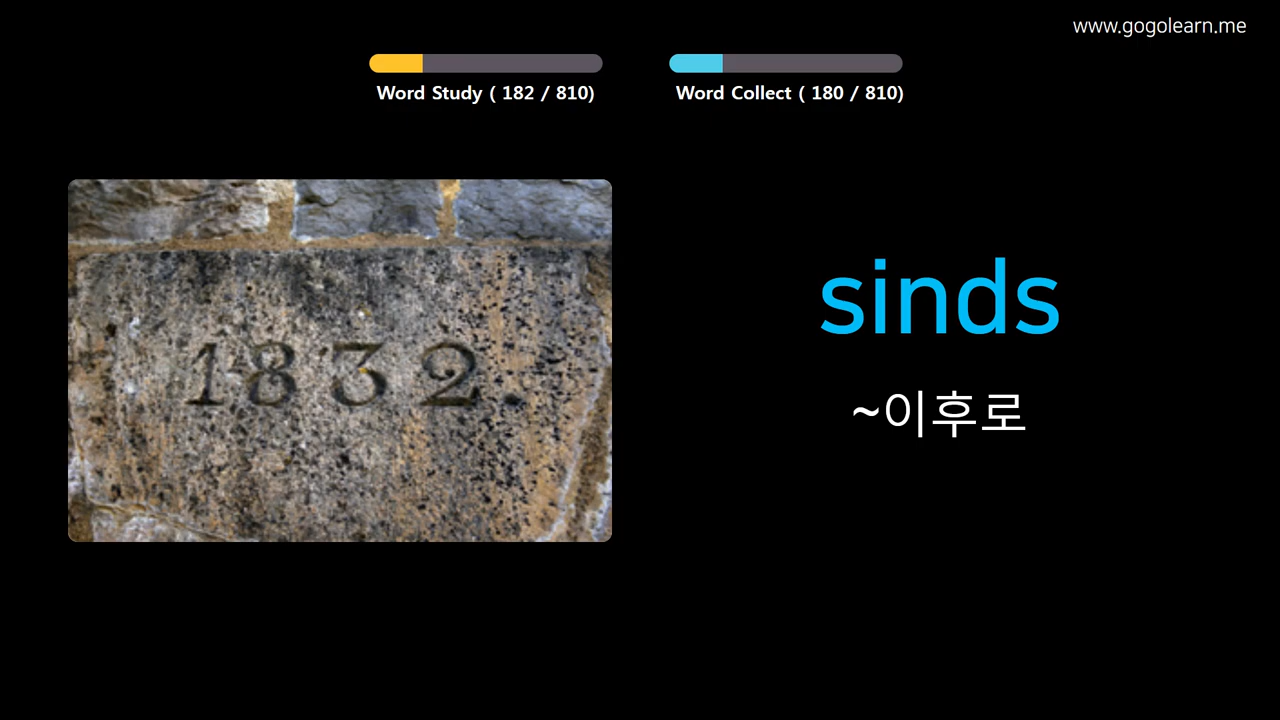 www.gogolearn.me
Word Study ( 182 / 810)
Word Collect ( 180 / 810)
1832.
sinds
~이후로